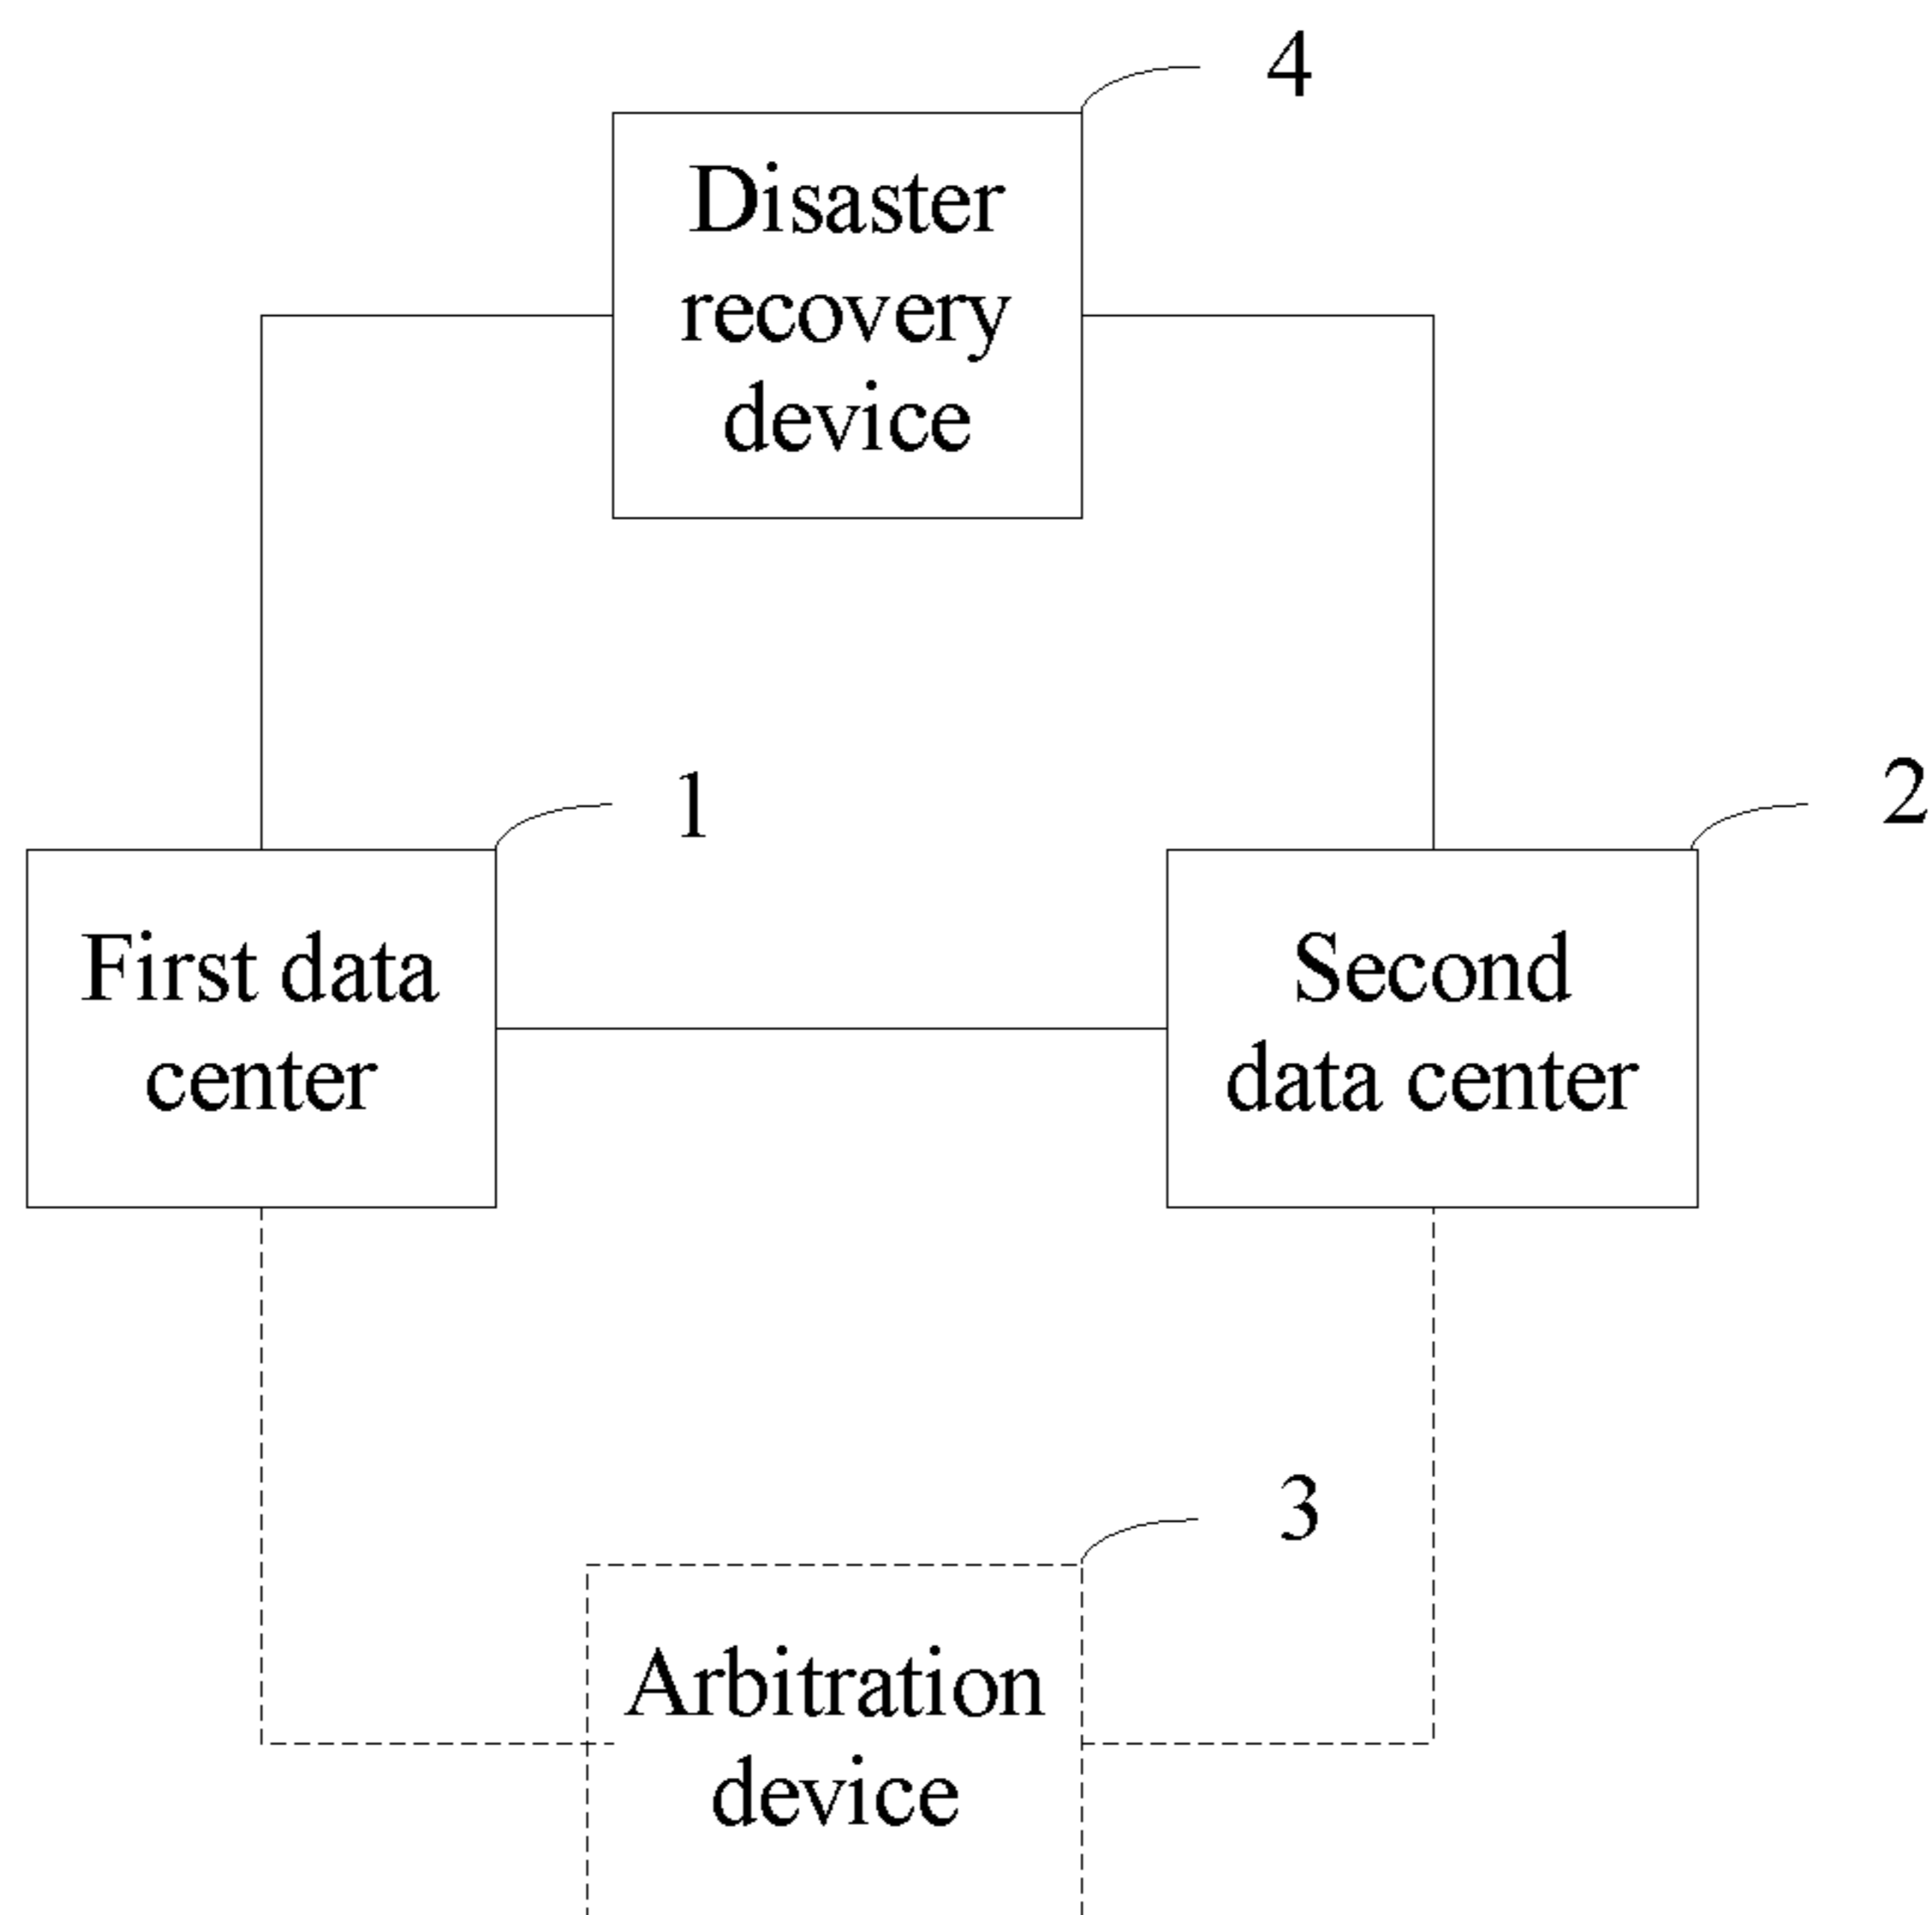 4
Disaster
recovery
device
1
2
First data
center
Second
data center
3
Arbitration
device